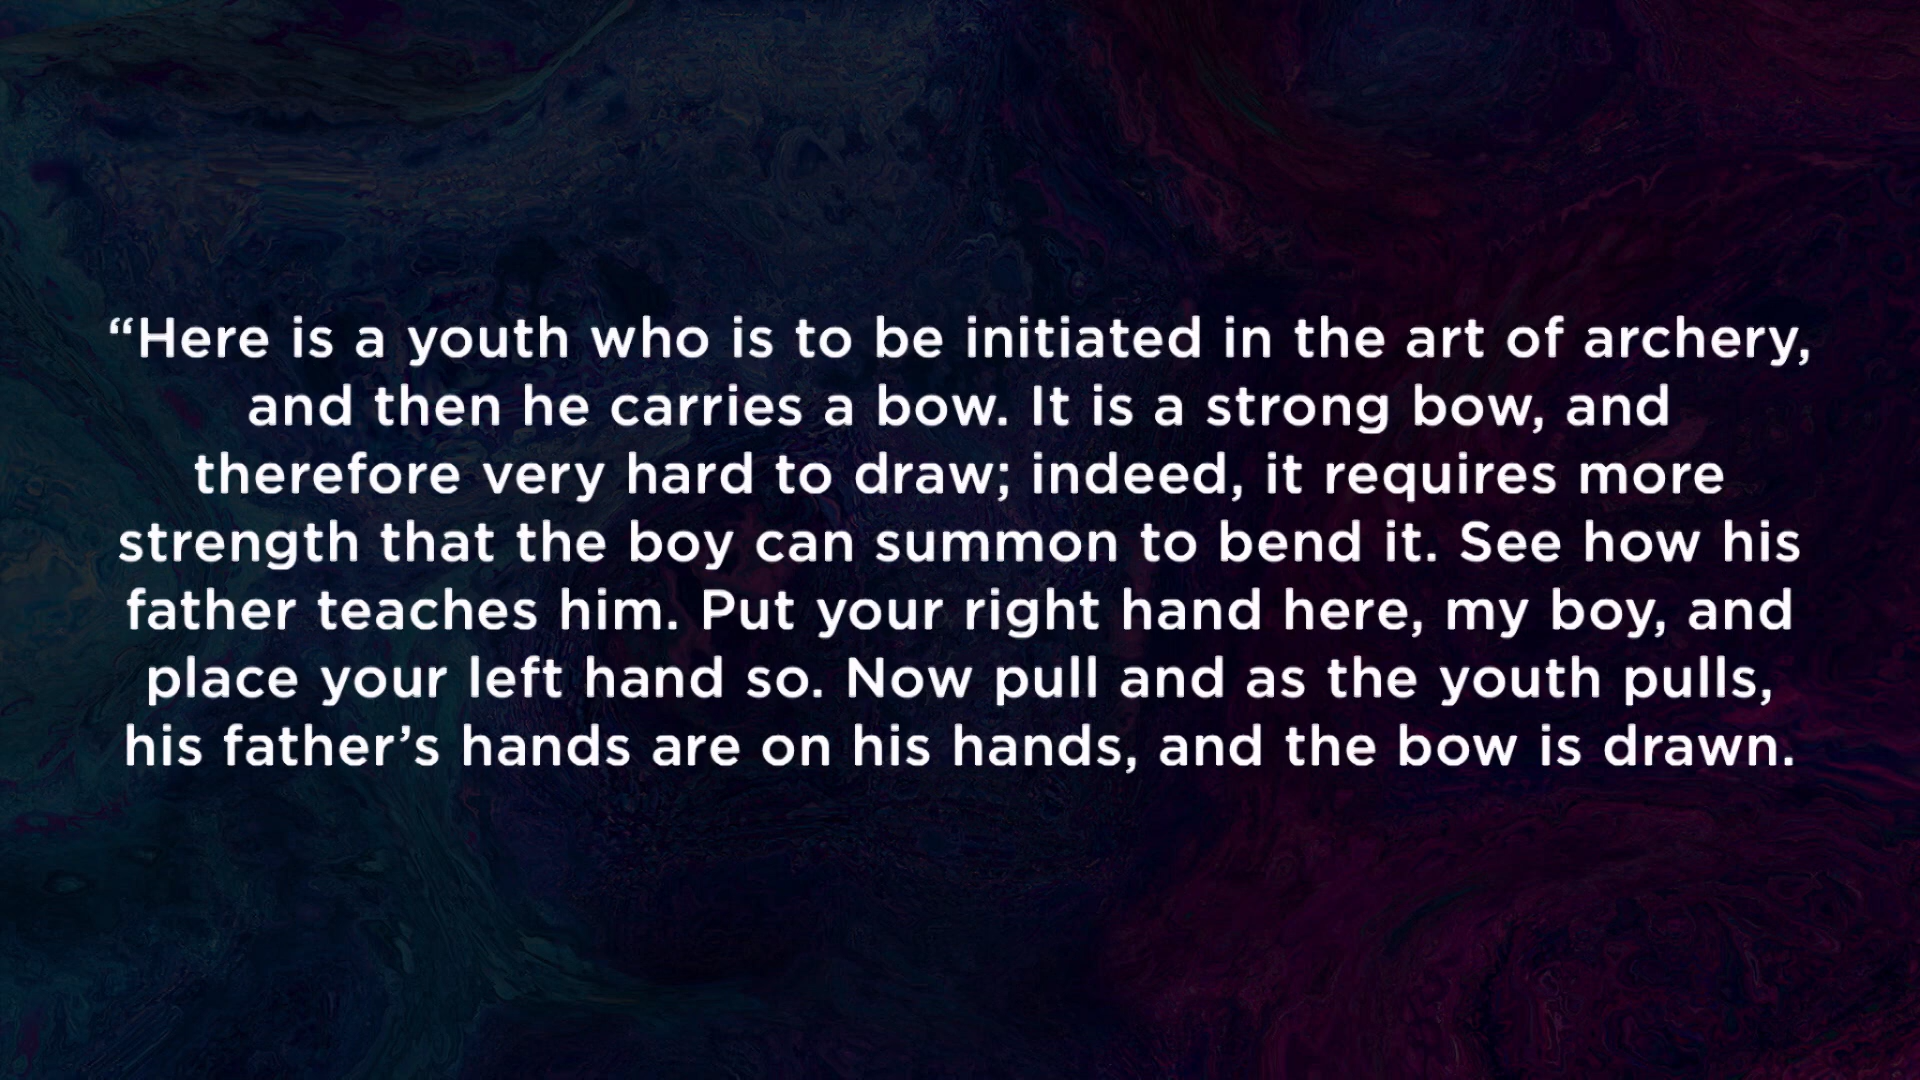 “Here is a youth who is to be initiated in the art of archery,
and then he carries a bow. It is a strong bow, and
therefore very hard to draw; indeed, it requires more
strength that the boy can summon to bend it. See how his
father teaches him. Put your right hand here, my boy, and
place your left hand so. Now pull and as the youth pulls,
his father’s hands are on his hands, and the bow is drawn.